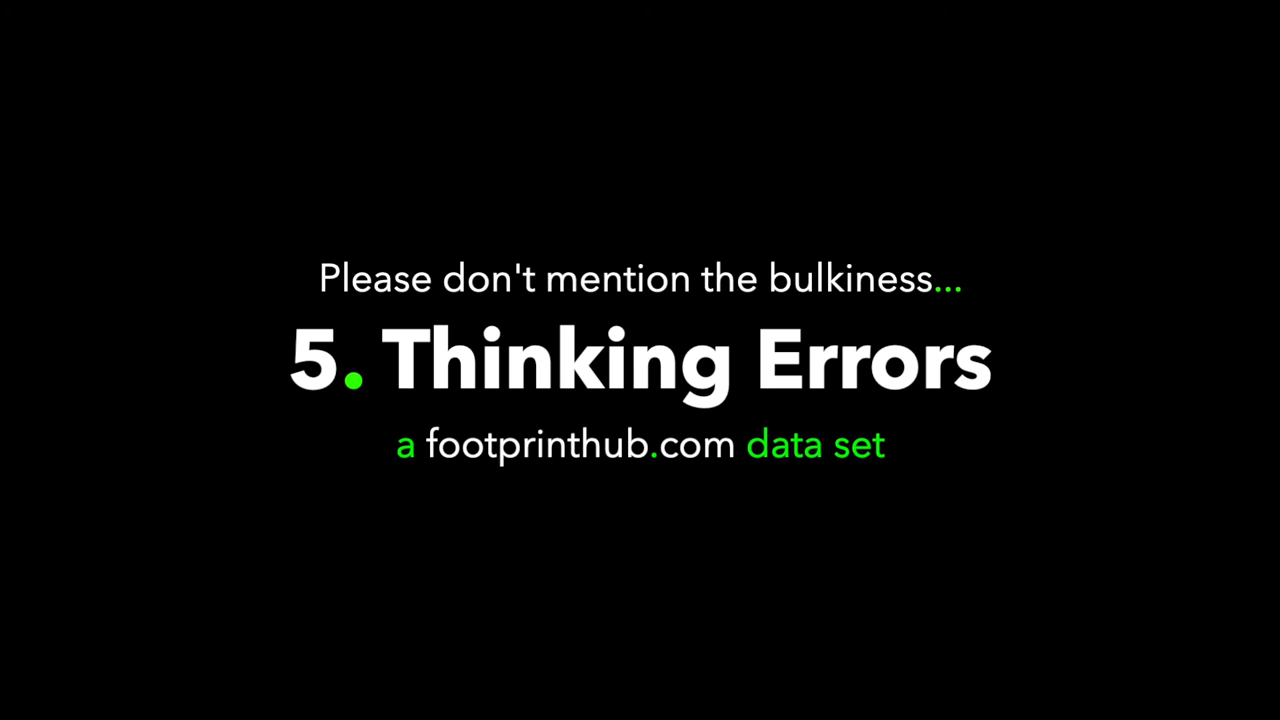 Please don't mention the bulkiness...
5. Thinking Errors
a footprinthub.com data set